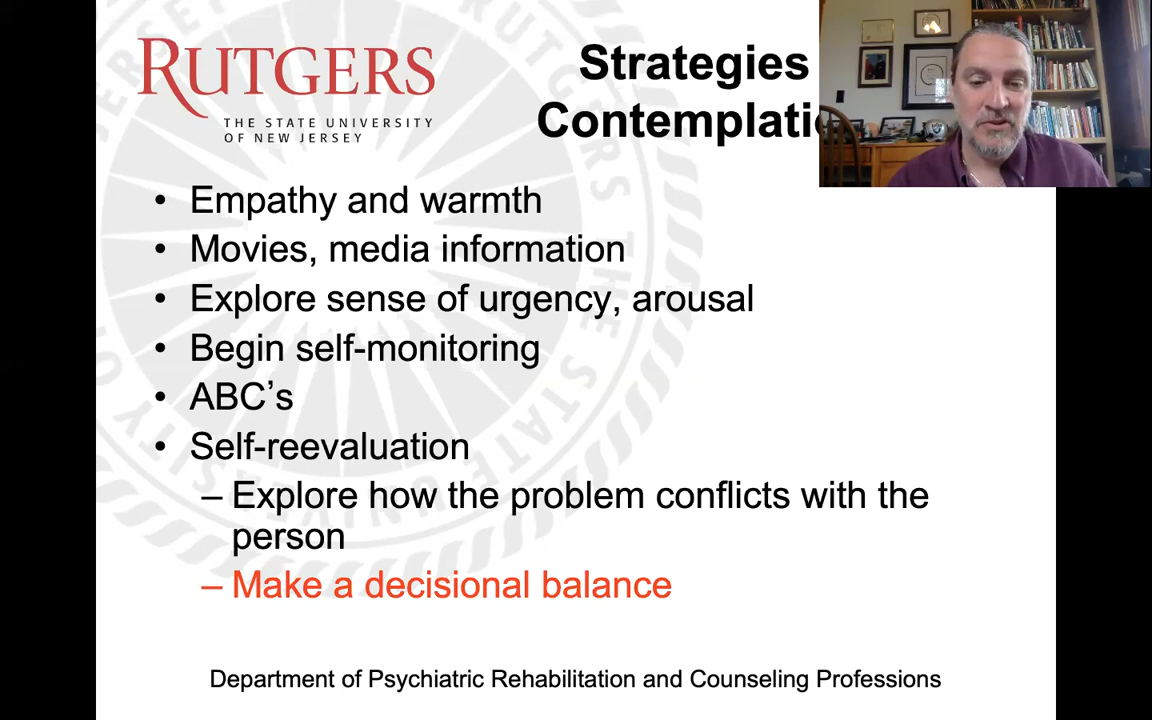 RUTGERS
THE STATE UNIVERSITY
OF NEW JERSEY
Strategies
Contemplati
• Empathy and warmth
• Movies, media information
• Explore sense of urgency, arousal
• Begin self-monitoring
• ABC’s
• Self-reevaluation
– Explore how the problem conflicts with the
person
– Make a decisional balance
Department of Psychiatric Rehabilitation and Counseling Professions